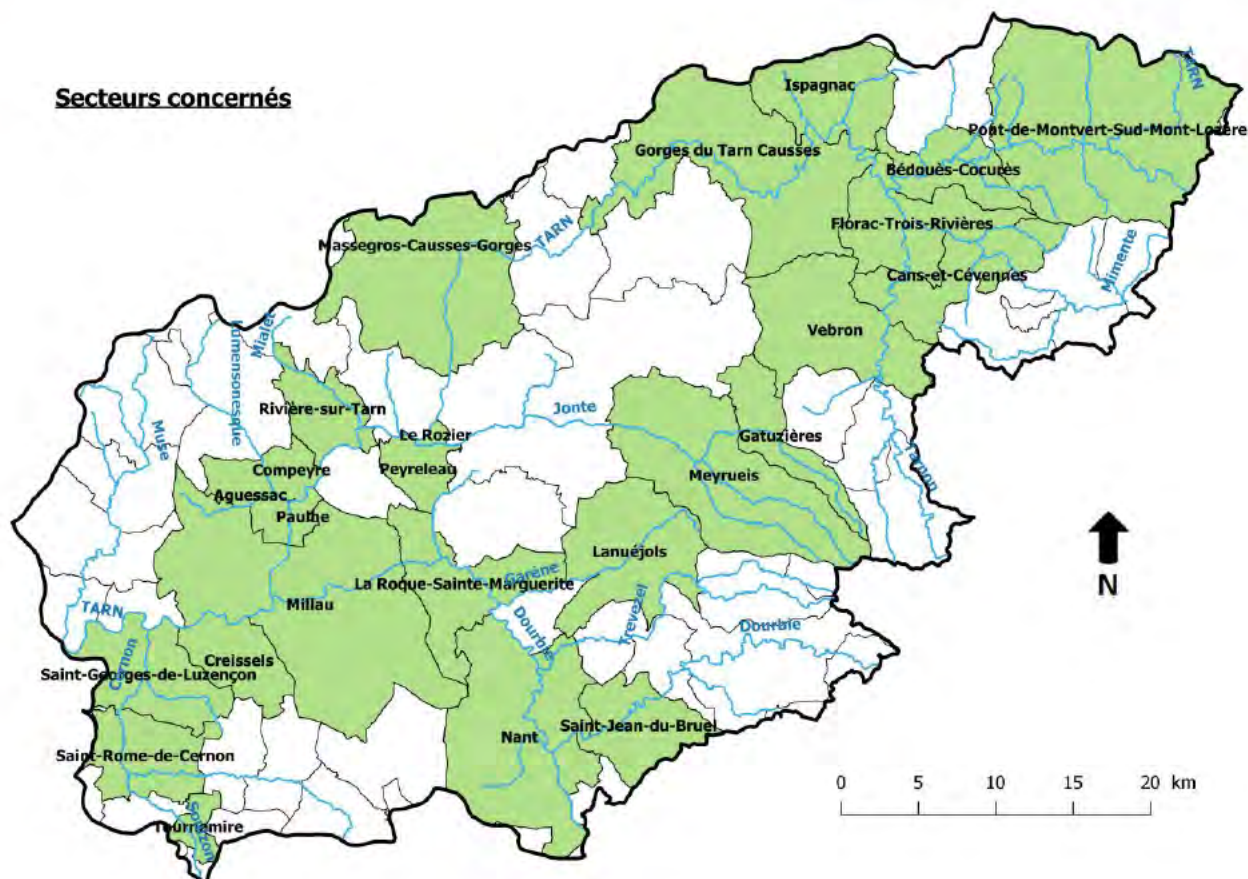 Secteurs concernés
TARN
Ispagnac
Pont-de-Montvert-Sud-Mont-Lozère
Gorges du Tarn Causses
Bédouès-Cocurès
Florac-Trois-Rivières
TARN
Massegros-Causses-Gorges
Mimente
Cans-et-Cévennes
Vebron
Mialet
Lumensonesque
Rivière-sur-Tarn
Jonte
Muse
Le Rozier
Gatuzières
Compeyre
Peyreleau
Meyrueis
Tarnon
Aguessac
Paulhe
Lanuéjols
Garène
La Roque-Sainte-Marguerite
N
Millau
TARN
Trevezel
Dourbie
Dourbie
Creissels
Cernon
Saint-Georges-de-Luzençon
Saint-Jean-du-Bruel
Nant
Saint-Rome-de-Cernon
0 5 10 15 20 km
Tournemire
Soulzon